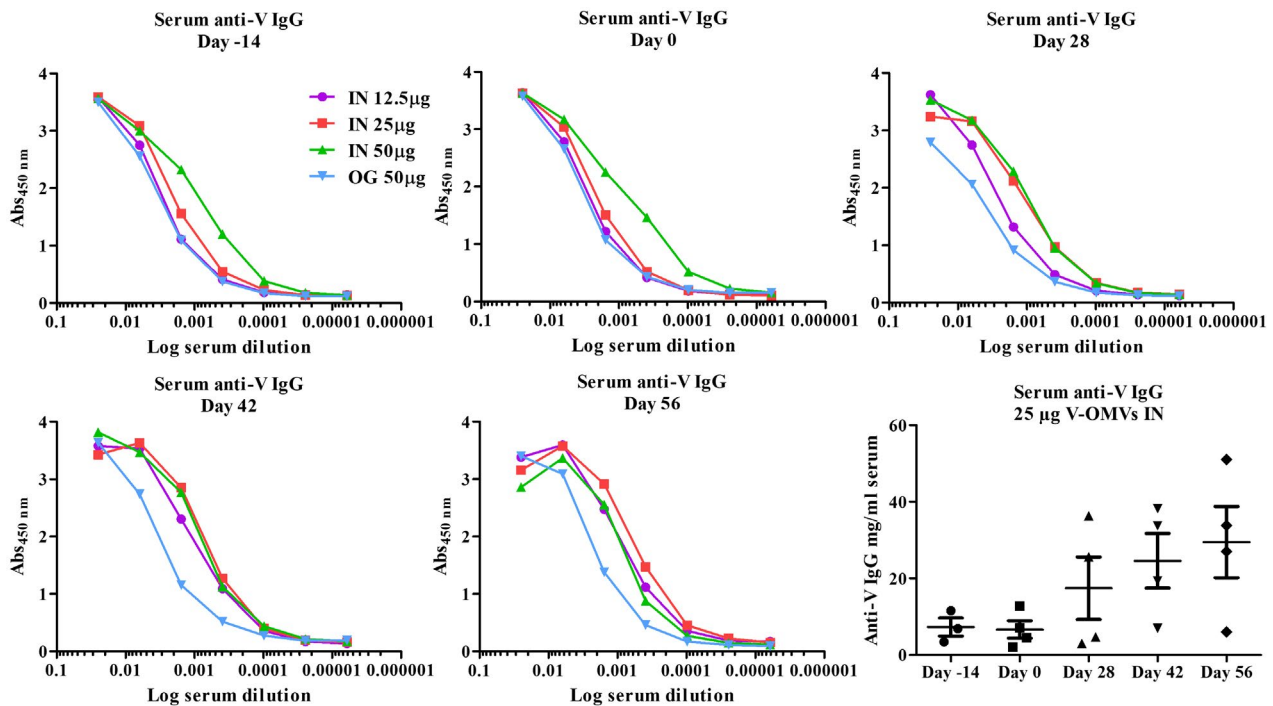 Serum anti-V IgG
Day -14
4
3
2
1
0
Abs450 nm
0.1 0.01 0.001 0.0001 0.00001 0.000001
Log serum dilution
IN 12.5µg
IN 25µg
IN 50µg
OG 50µg
Serum anti-V IgG
Day 0
4
3
2
1
0
Abs450 nm
0.1 0.01 0.001 0.0001 0.00001 0.000001
Log serum dilution
Serum anti-V IgG
Day 28
4
3
2
1
0
Abs450 nm
0.1 0.01 0.001 0.0001 0.00001 0.000001
Log serum dilution
Serum anti-V IgG
Day 42
4
3
2
1
0
Abs450 nm
0.1 0.01 0.001 0.0001 0.00001 0.000001
Log serum dilution
Serum anti-V IgG
Day 56
4
3
2
1
0
Abs450 nm
0.1 0.01 0.001 0.0001 0.00001 0.000001
Log serum dilution
Serum anti-V IgG
25 µg V-OMVs IN
60
40
20
0
Anti-V IgG mg/ml serum
Day -14 Day 0 Day 28 Day 42 Day 56